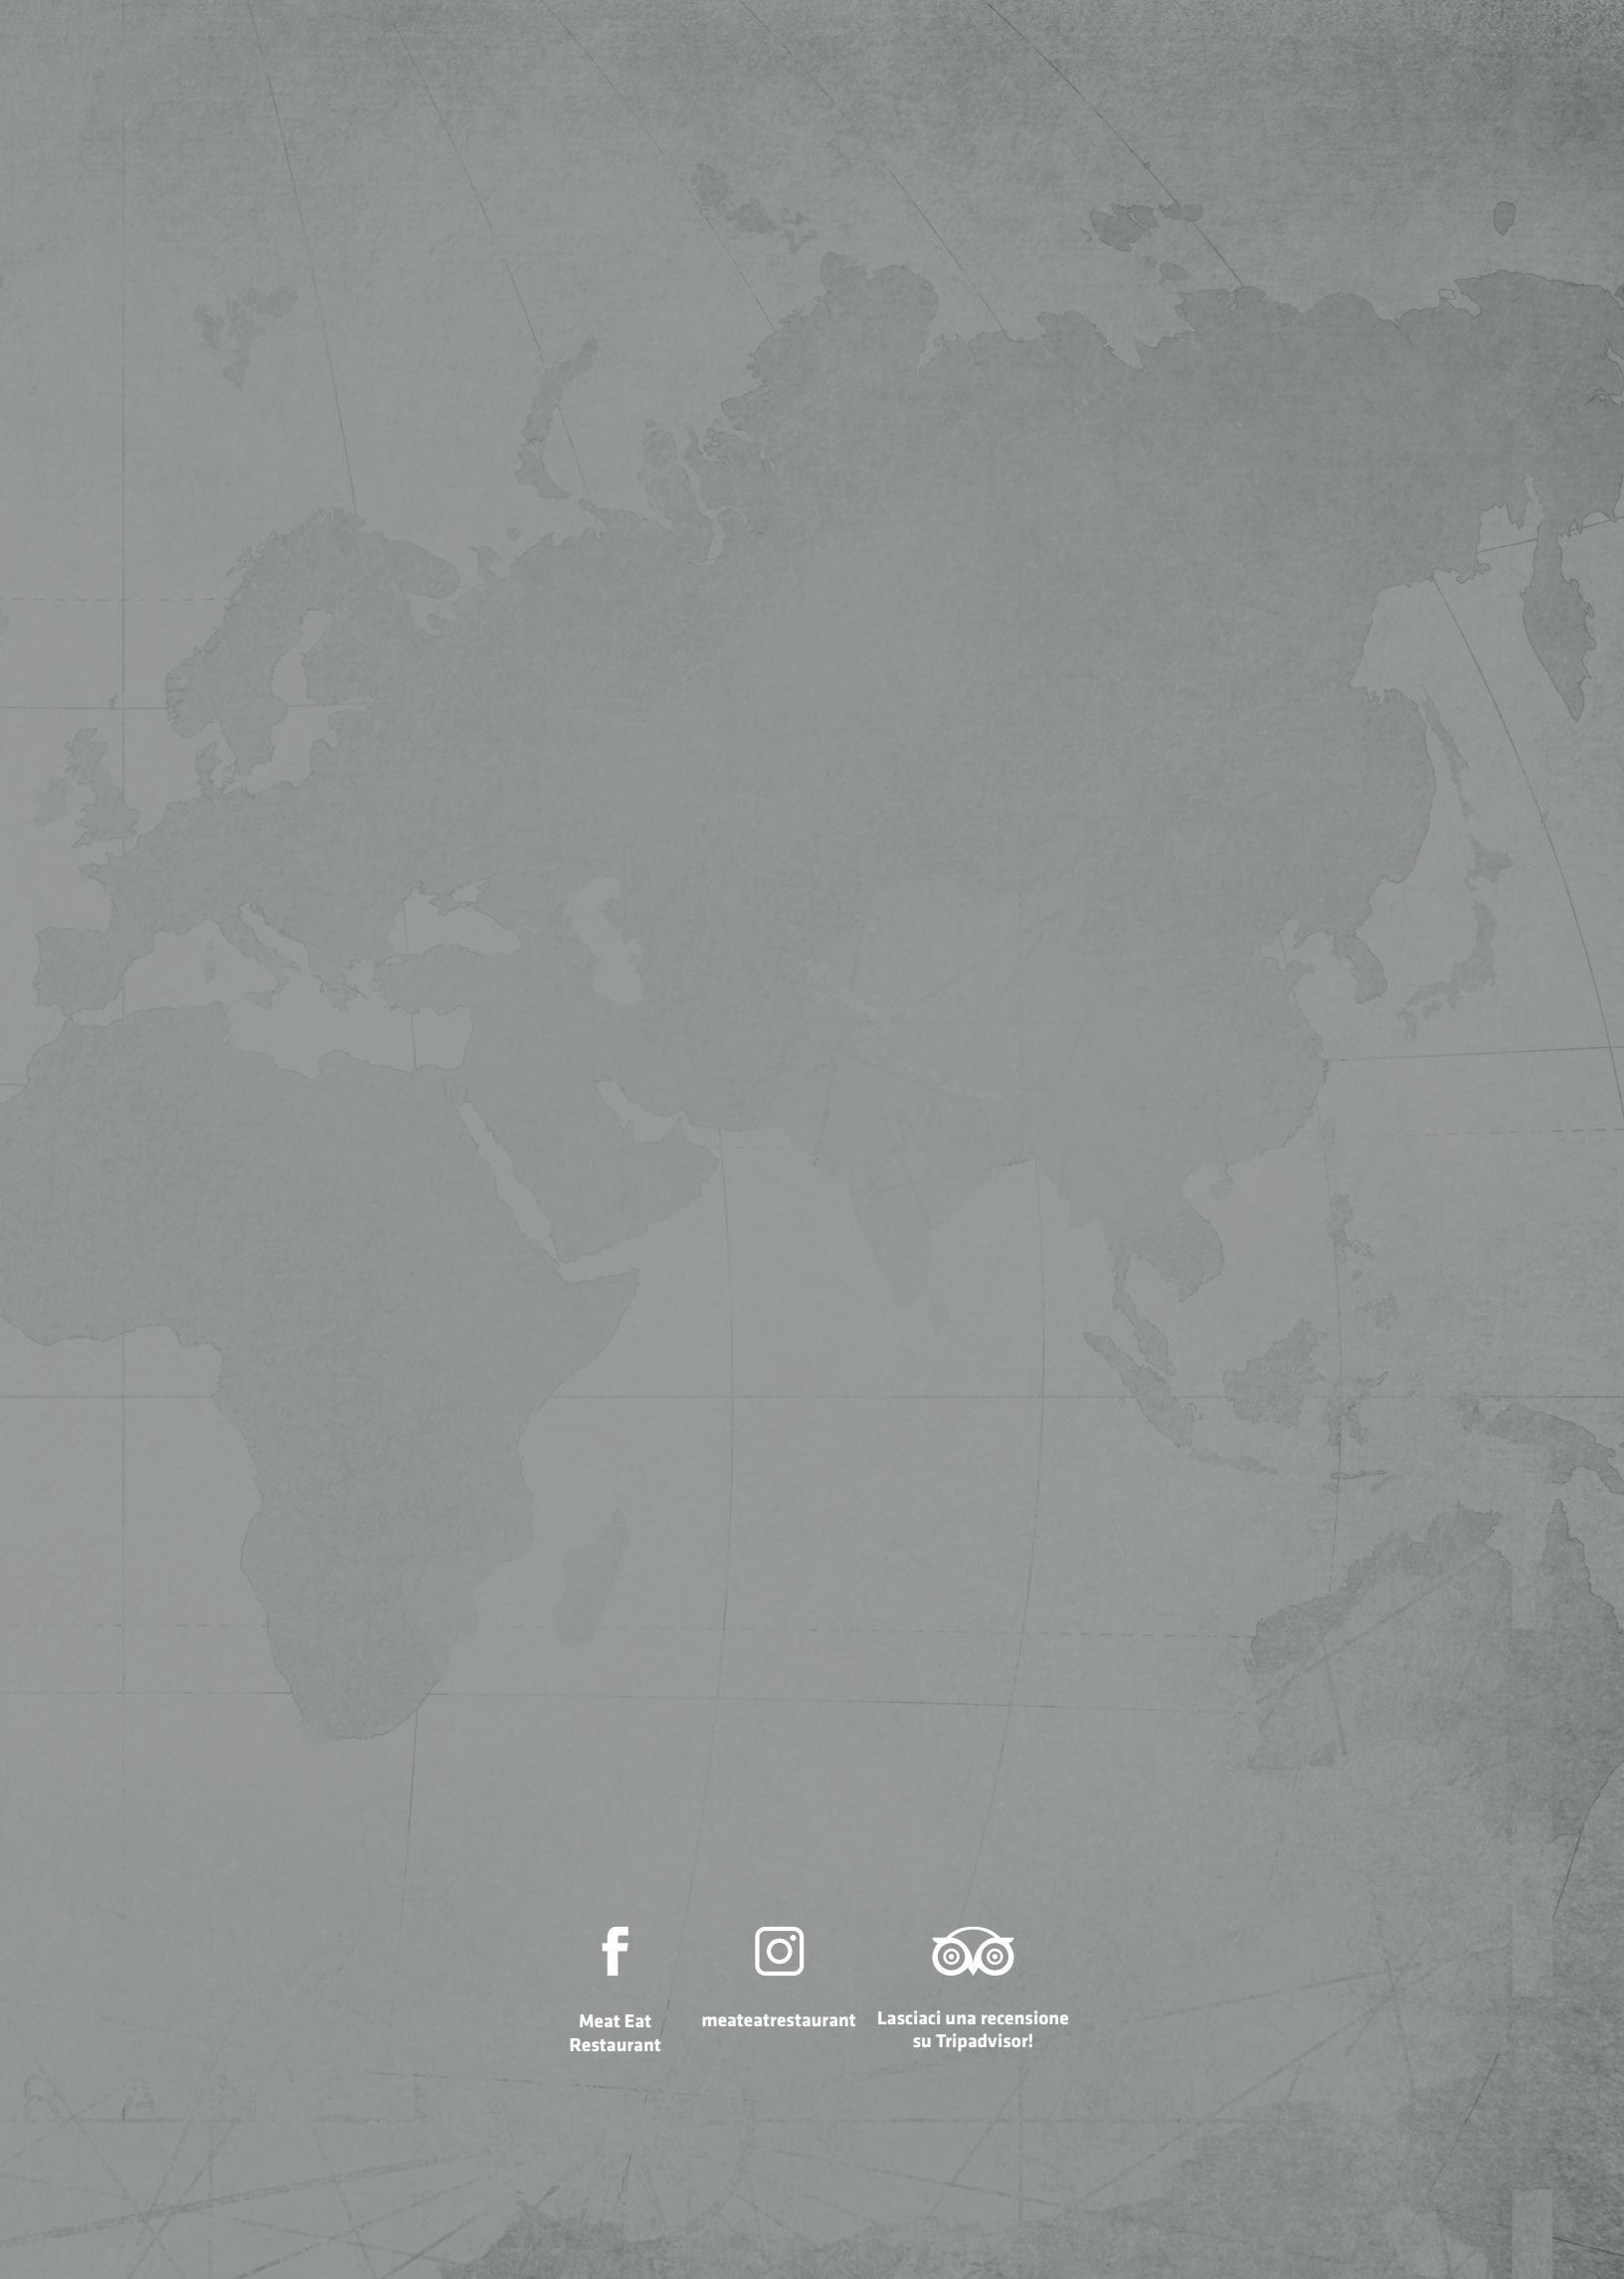 Meat Eat
Restaurant
meateatrestaurant
Lasciaci una recensione
su Tripadvisor!